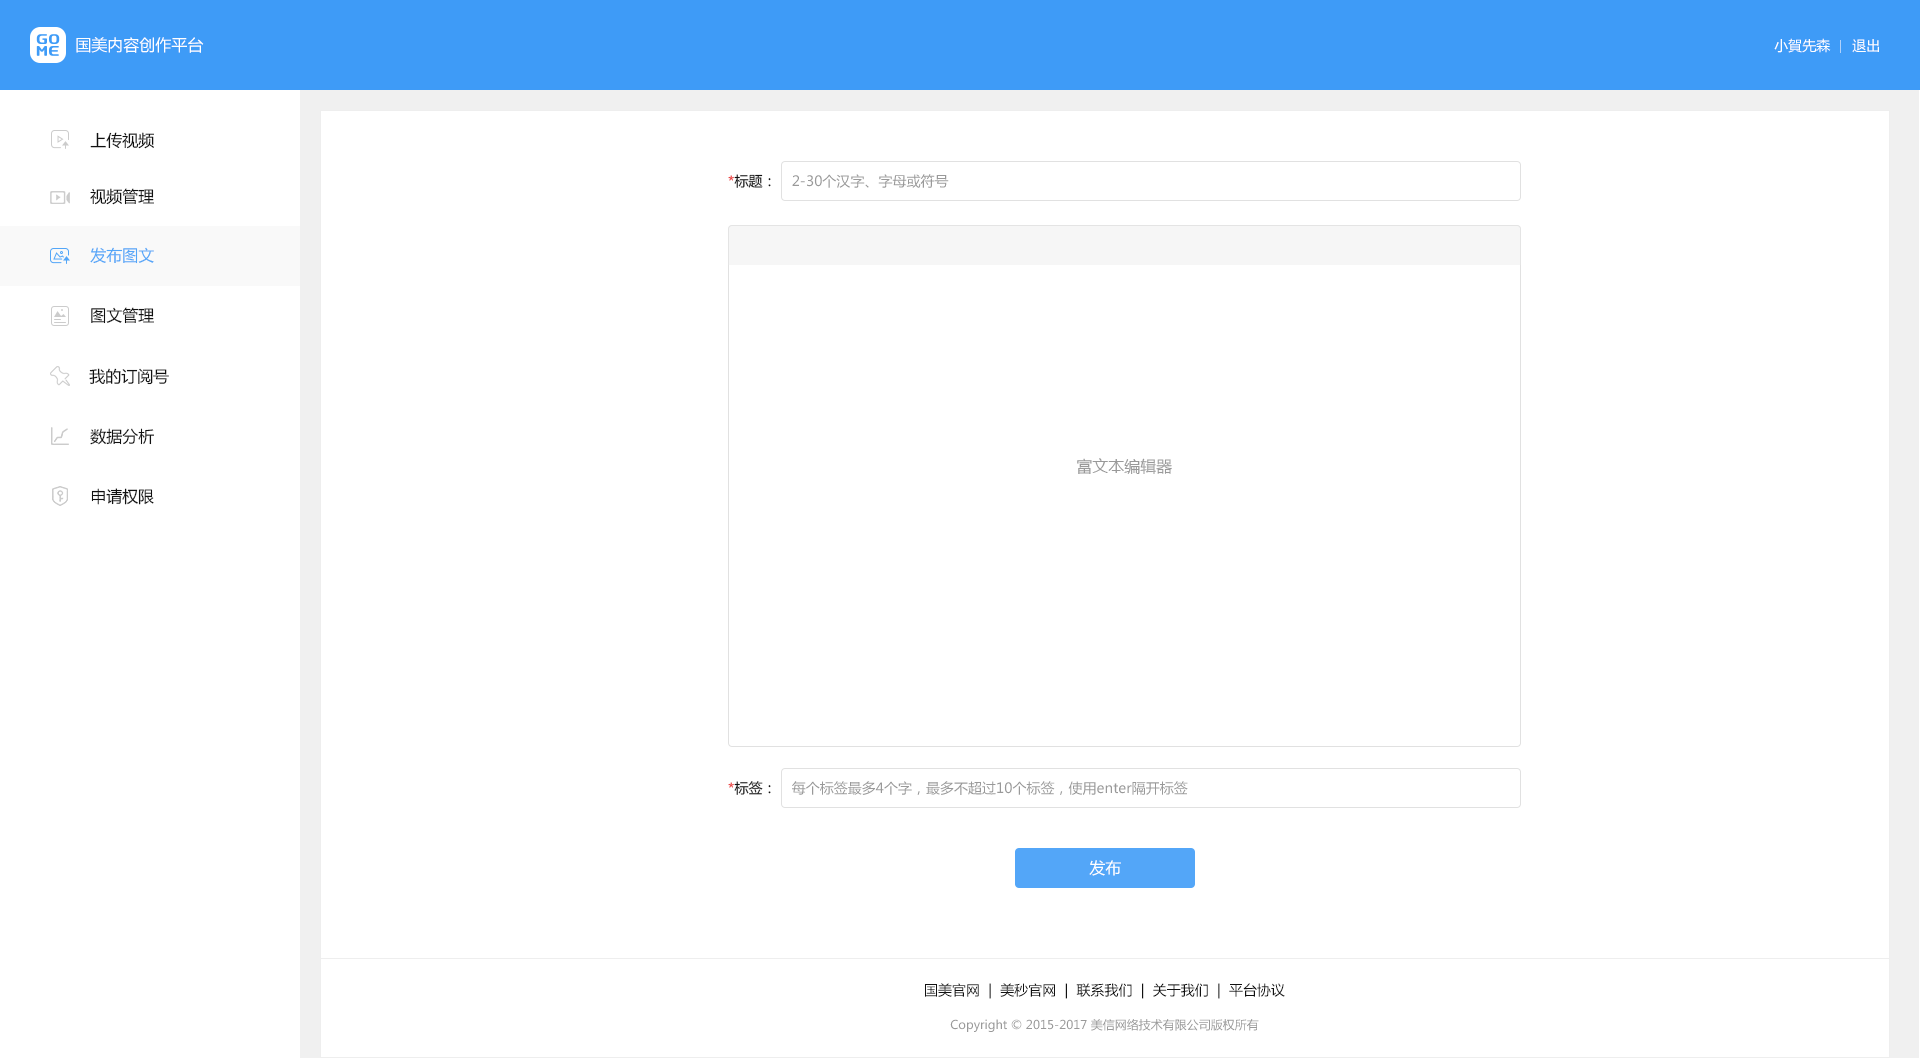 GO
ME
国美内容创作平台
小賀先森 | 退出
上传视频
视频管理
发布图文
图文管理
我的订阅号
数据分析
申请权限
*标题：
2-30个汉字、字母或符号
富文本编辑器
*标签：
每个标签最多4个字，最多不超过10个标签，使用enter隔开标签
发布
国美官网 | 美秒官网 | 联系我们 | 关于我们 | 平台协议
Copyright © 2015-2017 美信网络技术有限公司版权所有